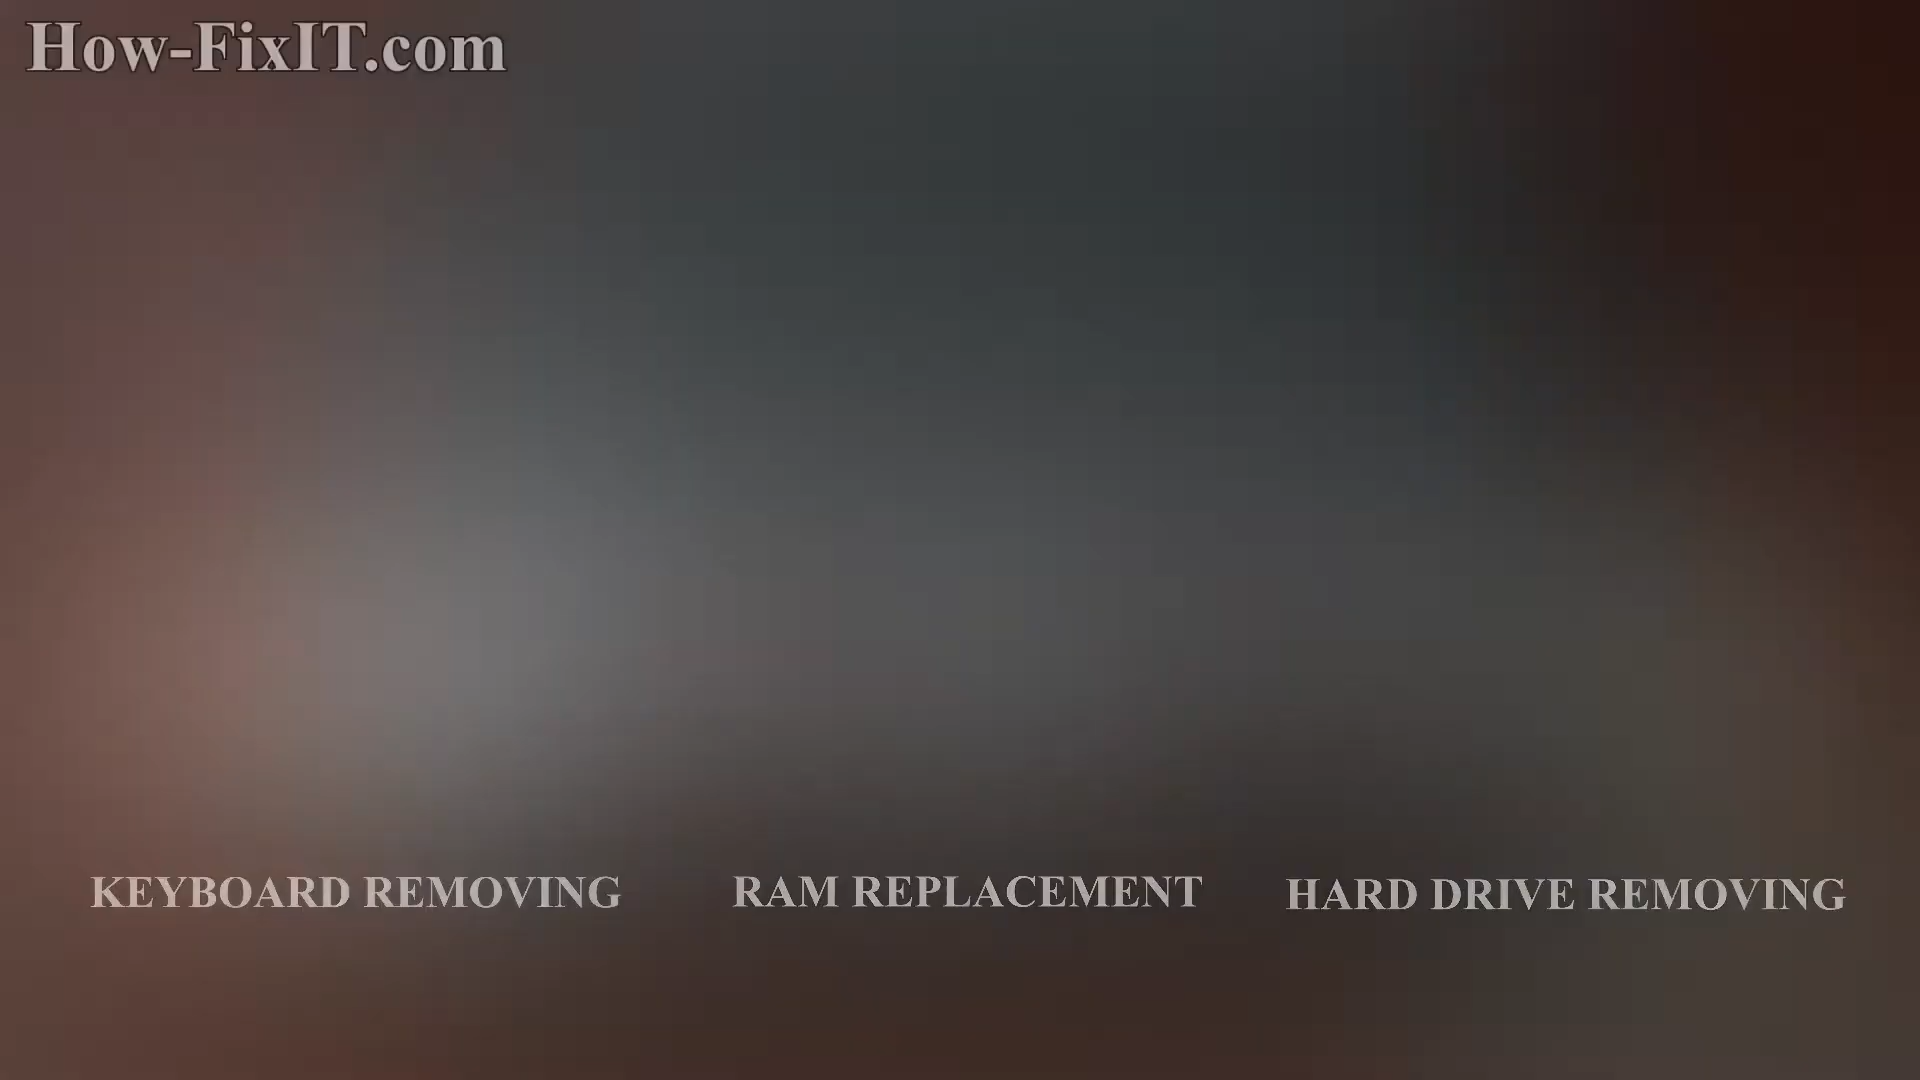 How-FixIT.com
KEYBOARD REMOVING
RAM REPLACEMENT
HARD DRIVE REMOVING